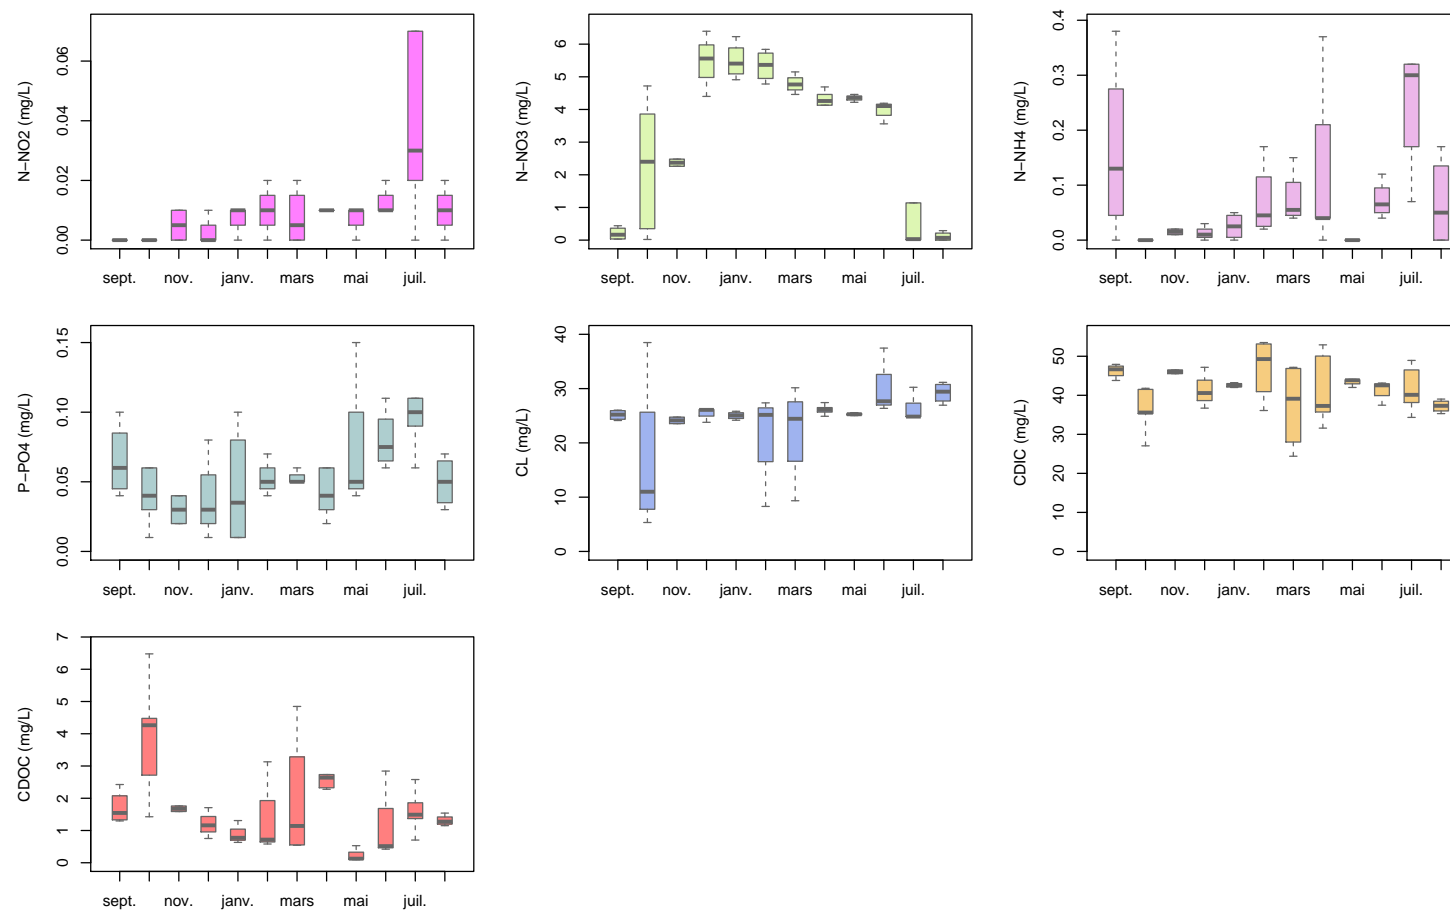 N−NO2 (mg/L)
0.00 0.02 0.04 0.06
sept. nov. janv. mars mai juil.
N−NO3 (mg/L)
0 1 2 3 4 5 6
sept. nov. janv. mars mai juil.
N−NH4 (mg/L)
0.0 0.1 0.2 0.3 0.4
sept. nov. janv. mars mai juil.
P−PO4 (mg/L)
0.00 0.05 0.10 0.15
sept. nov. janv. mars mai juil.
CL (mg/L)
0 10 20 30 40
sept. nov. janv. mars mai juil.
CDIC (mg/L)
0 10 20 30 40 50
sept. nov. janv. mars mai juil.
CDOC (mg/L)
0 1 2 3 4 5 6 7
sept. nov. janv. mars mai juil.